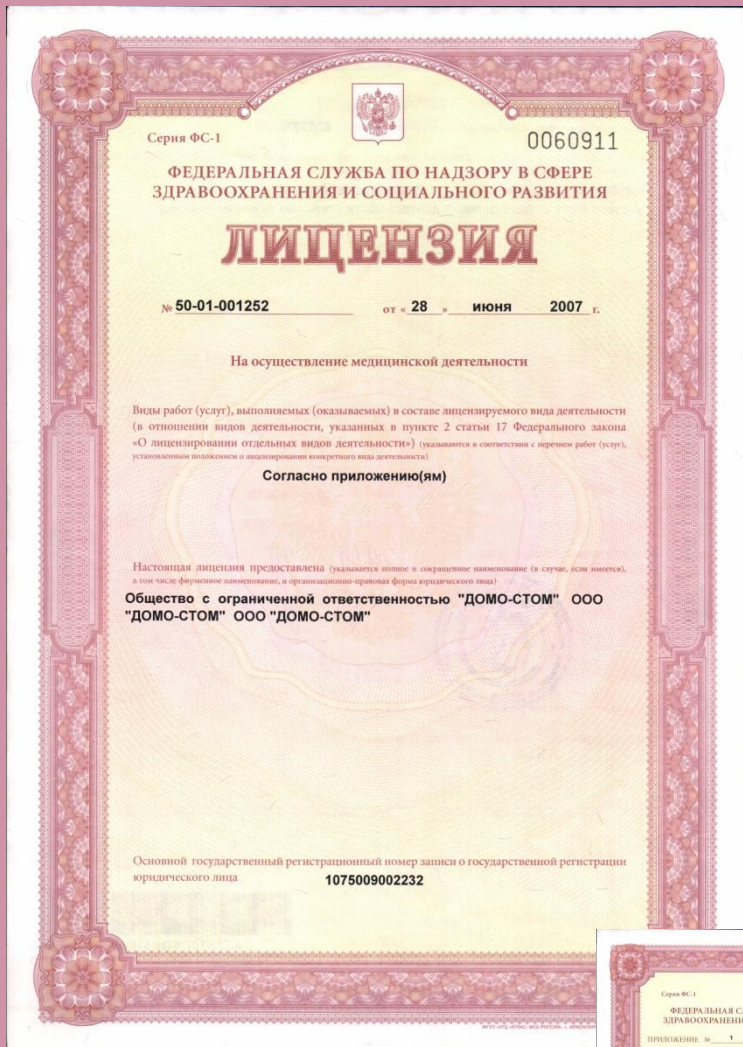 Серия ФС-1
0060911
ФЕДЕРАЛЬНАЯ СЛУЖБА ПО НАДЗОРУ В СФЕРЕ
ЗДРАВООХРАНЕНИЯ И СОЦИАЛЬНОГО РАЗВИТИЯ
ЛИЦЕНЗИЯ
№ 50-01-001252 от « 28 » июня 2007 г.
На осуществление медицинской деятельности
Виды работ (услуг), выполняемых (оказываемых) в составе лицензируемого вида деятельности
(в отношении видов деятельности, указанных в пункте 2 статьи 17 Федерального закона
«О лицензировании отдельных видов деятельности») (указываются в соответствии с перечнем работ (услуг),
установленным положением о лицензировании конкретного вида деятельности)
Согласно приложению(ям)
Настоящая лицензия предоставлена (указывается полное и сокращенное наименование (в случае, если имеется),
в том числе фирменное наименование, и организационно-правовая форма юридического лица)
Общество с ограниченной ответственностью "ДОМО-СТОМ" ООО
"ДОМО-СТОМ" ООО "ДОМО-СТОМ"
Основной государственный регистрационный номер записи о государственной регистрации
юридического лица 1075009002232
Серия ФС-1
ФЕДЕРАЛЬНАЯ
ЗДРАВООХРАНЕНИ
ПРИЛОЖЕНИЕ № 1